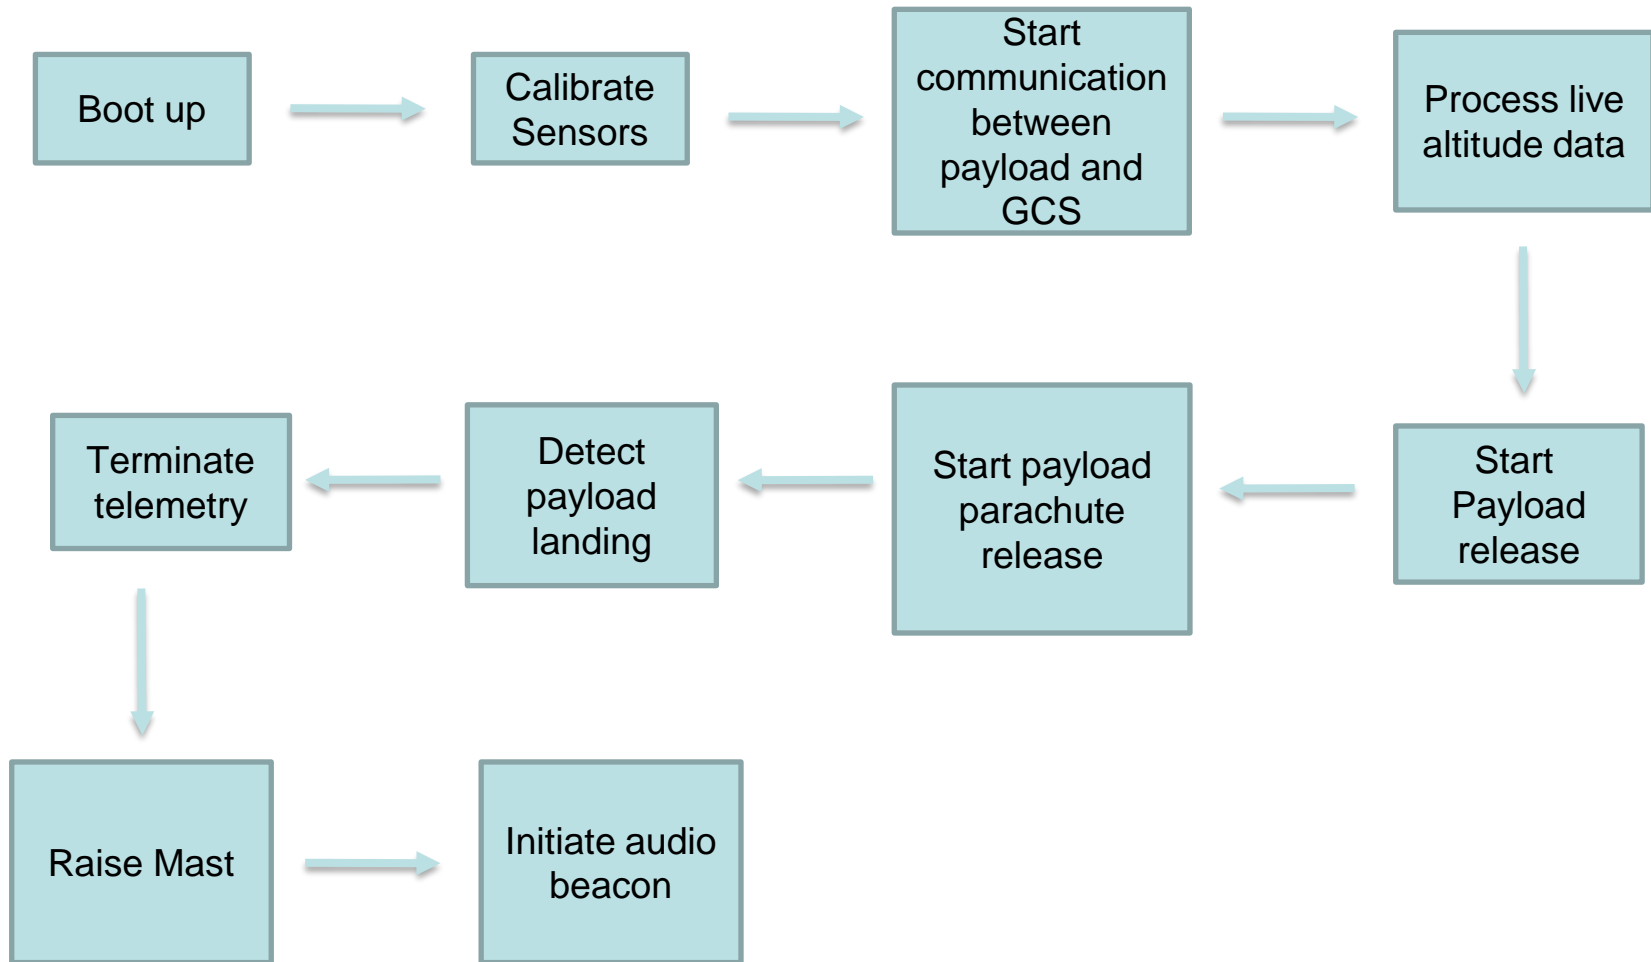 Boot up
Calibrate
Sensors
Start
communication
between
payload and
GCS
Process live
altitude data
Start
Payload
release
Start payload
parachute
release
Detect
payload
landing
Terminate
telemetry
Raise Mast
Initiate audio
beacon